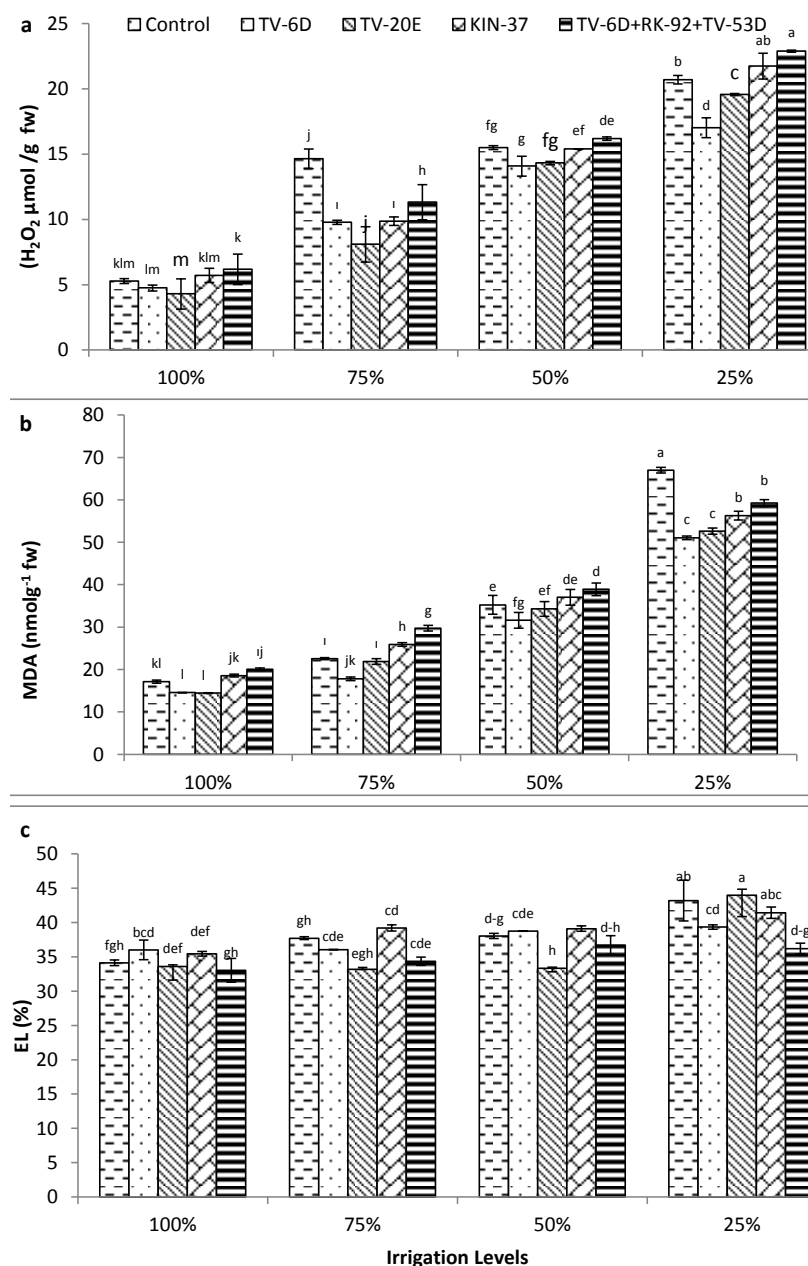 a
Control TV-6D TV-20E KIN-37 TV-6D+RK-92+TV-53D
(H₂O₂ µmol /g fw)
25
20
15
10
5
0
klm lm m klm k
j ı j ı h
fg g fg ef de
b d c ab a
100% 75% 50% 25%
b
MDA (nmolg⁻¹ fw)
80
70
60
50
40
30
20
10
0
kl l l jk ıj
ı jk ı h g
e fg ef de d
a c c b b
100% 75% 50% 25%
c
EL (%)
50
45
40
35
30
25
20
15
10
5
0
fgh bcd def def gh
gh cde egh cd cde
d-g cde h d-h
ab cd a abc d-g
100% 75% 50% 25%
Irrigation Levels